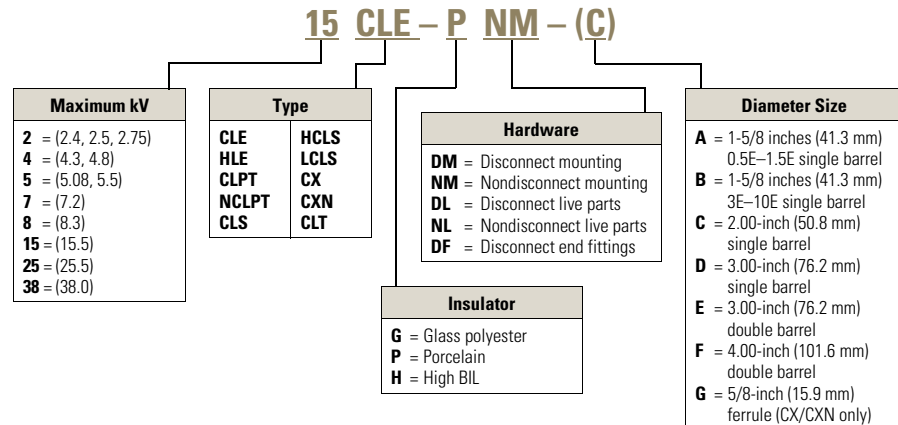 15 CLE – P NM – (C)
Maximum kV
2 = (2.4, 2.5, 2.75)
4 = (4.3, 4.8)
5 = (5.08, 5.5)
7 = (7.2)
8 = (8.3)
15 = (15.5)
25 = (25.5)
38 = (38.0)
Type
CLE HCLS
HLE LCLS
CLPT CX
NCLPT CXN
CLS CLT
Hardware
DM = Disconnect mounting
NM = Nondisconnect mounting
DL = Disconnect live parts
NL = Nondisconnect live parts
DF = Disconnect end fittings
Insulator
G = Glass polyester
P = Porcelain
H = High BIL
Diameter Size
A = 1-5/8 inches (41.3 mm)
0.5E–1.5E single barrel
B = 1-5/8 inches (41.3 mm)
3E–10E single barrel
C = 2.00-inch (50.8 mm)
single barrel
D = 3.00-inch (76.2 mm)
single barrel
E = 3.00-inch (76.2 mm)
double barrel
F = 4.00-inch (101.6 mm)
double barrel
G = 5/8-inch (15.9 mm)
ferrule (CX/CXN only)